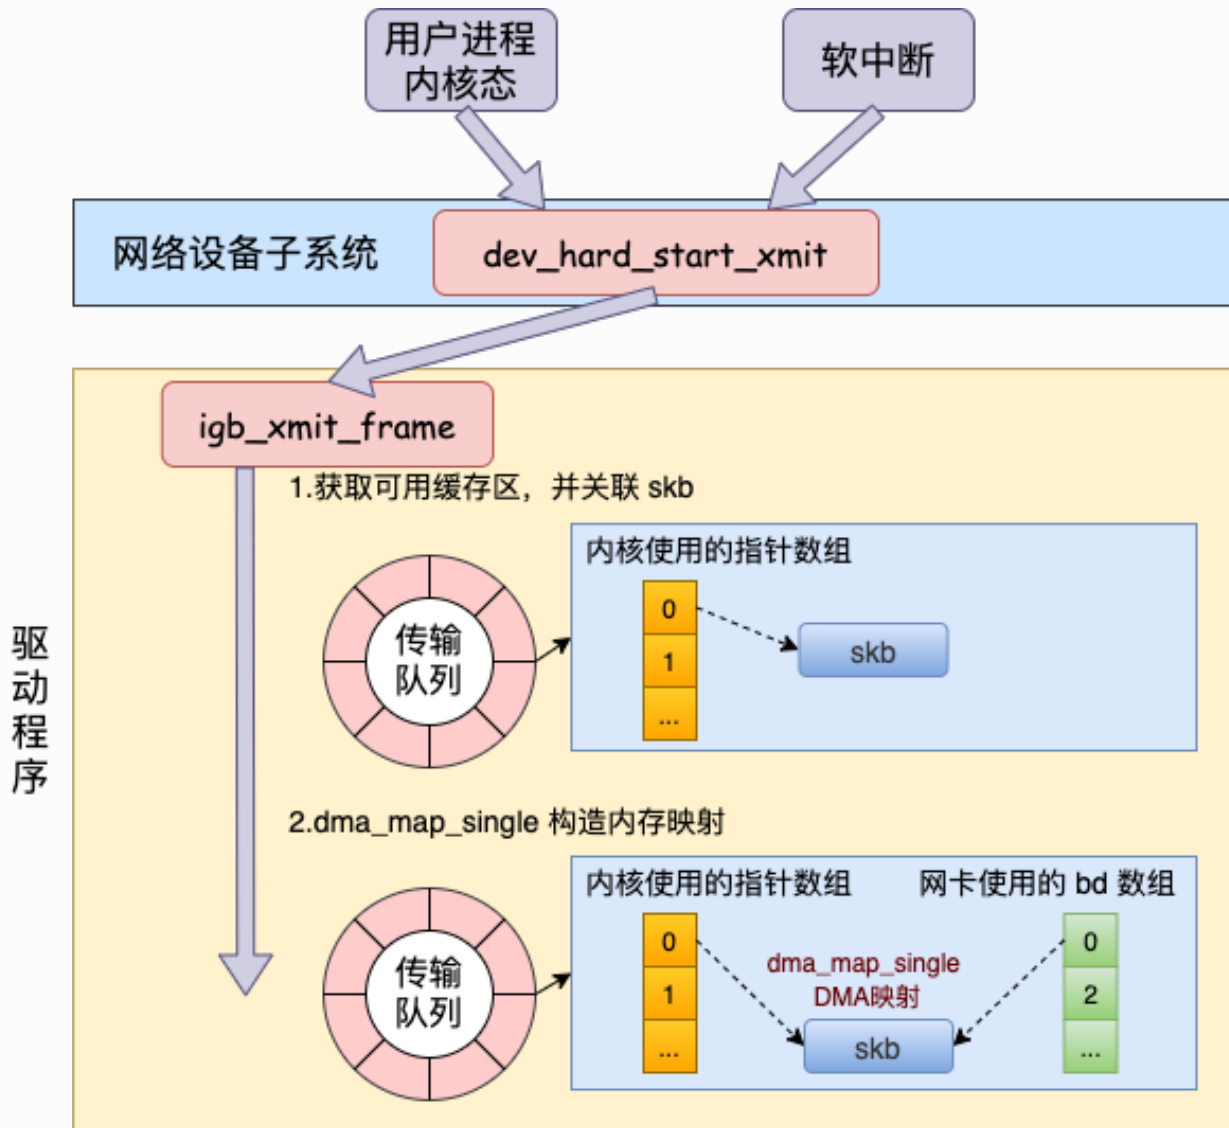 用户进程
内核态
软中断
网络设备子系统
dev_hard_start_xmit
igb_xmit_frame
1.获取可用缓存区，并关联 skb
内核使用的指针数组
0
1
...
skb
传输
队列
驱动程序
2.dma_map_single 构造内存映射
内核使用的指针数组
网卡使用的 bd 数组
0
1
...
dma_map_single
DMA映射
skb
0
2
...
传输
队列